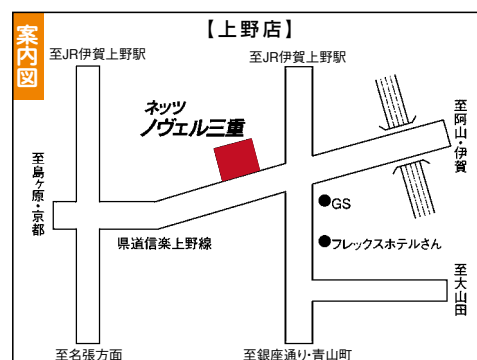 案内図
【上野店】
至JR伊賀上野駅
至JR伊賀上野駅
ネッツ
ノヴェル三重
至阿山・伊賀
至島ヶ原・京都
GS
県道信楽上野線
フレックスホテルさん
至大山田
至名張方面
至銀座通り・青山町